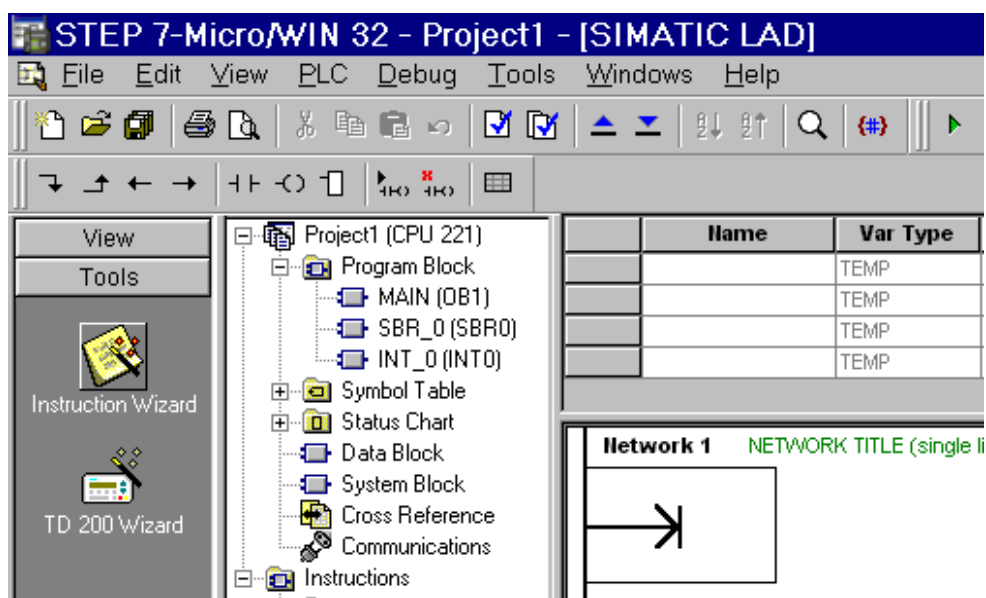 STEP 7-Micro/WIN 32 - Project1 - [SIMATIC LAD]
File Edit View PLC Debug Tools Windows Help
View
Tools
Instruction Wizard
TD 200 Wizard
Project1 (CPU 221)
Program Block
MAIN (OB1)
SBR_0 (SBR0)
INT_0 (INT0)
Symbol Table
Status Chart
Data Block
System Block
Cross Reference
Communications
Instructions
Name Var Type
TEMP
TEMP
TEMP
TEMP
Network 1 NETWORK TITLE (single li